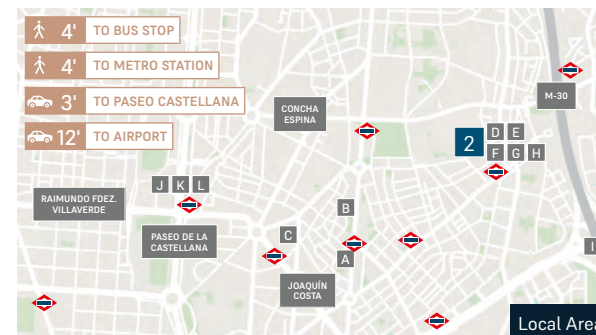 4' TO BUS STOP
4' TO METRO STATION
3' TO PASEO CASTELLANA
12' TO AIRPORT
M-30
CONCHA
ESPINA
2
D E
F G H
J K L
RAIMUNDO FDEZ.
VILLAVERDE
B
PASEO DE LA
CASTELLANA
C
A
I
JOAQUÍN
COSTA
Local Area